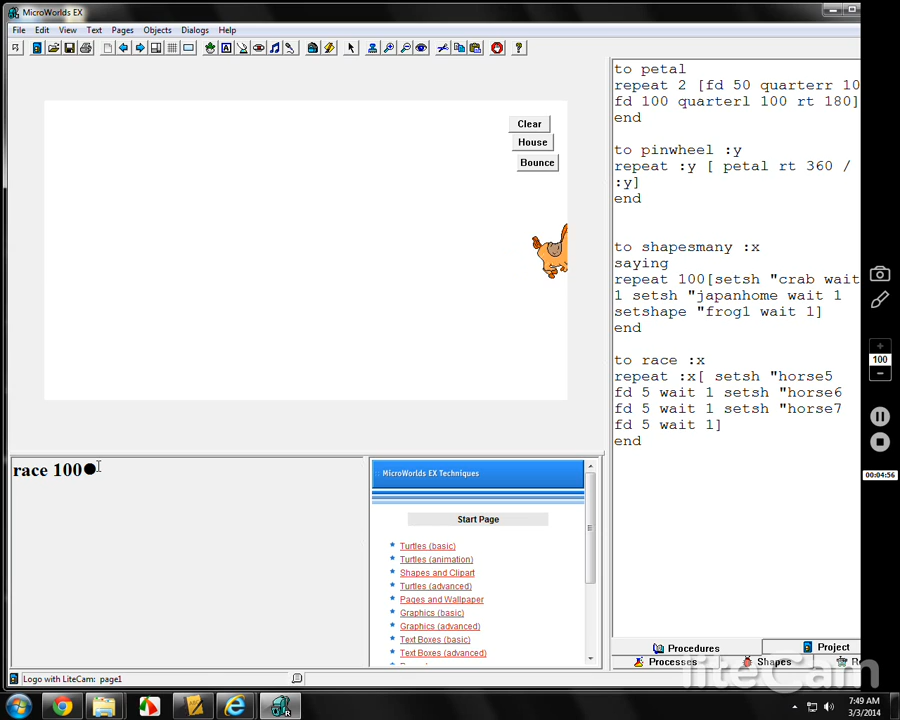 MicroWorlds EX
File Edit View Text Pages Objects Dialogs Help
Clear
House
Bounce
to petal
repeat 2 [fd 50 quarterr 10
fd 100 quarterl 100 rt 180]
end
to pinwheel :y
repeat :y [ petal rt 360 /
:y]
end
to shapesmany :x
saying
repeat 100[setsh "crab wait
1 setsh "japanhome wait 1
setshape "frog1 wait 1]
end
to race :x
repeat :x[ setsh "horse5
fd 5 wait 1 setsh "horse6
fd 5 wait 1 setsh "horse7
fd 5 wait 1]
end
+
100
−
00:04:56
race 100
MicroWorlds EX Techniques
Start Page
Turtles (basic)
Turtles (animation)
Shapes and Clipart
Turtles (advanced)
Pages and Wallpaper
Graphics (basic)
Graphics (advanced)
Text Boxes (basic)
Text Boxes (advanced)
Procedures Project
Processes Shapes
Logo with LiteCam: page1
liteCam
7:49 AM
3/3/2014